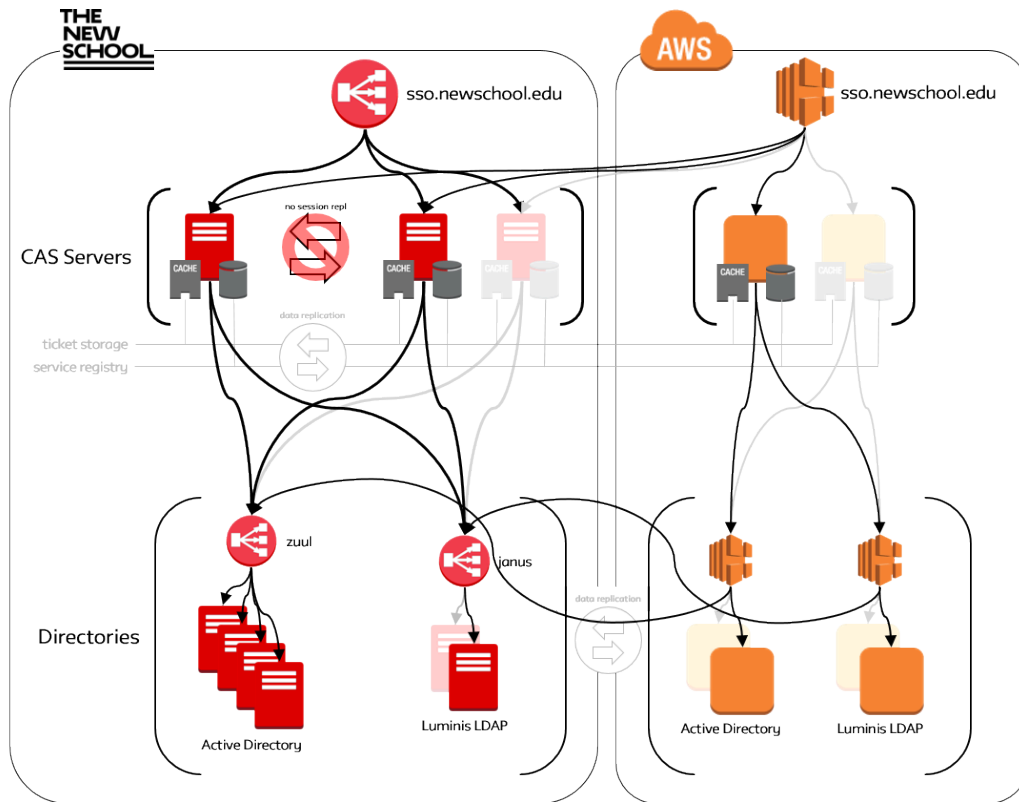 THE
NEW
SCHOOL
AWS
sso.newschool.edu
sso.newschool.edu
no session repl
CAS Servers
CACHE
CACHE
CACHE
CACHE
CACHE
data replication
ticket storage
service registry
zuul
janus
data replication
Directories
Active Directory
Luminis LDAP
Active Directory
Luminis LDAP